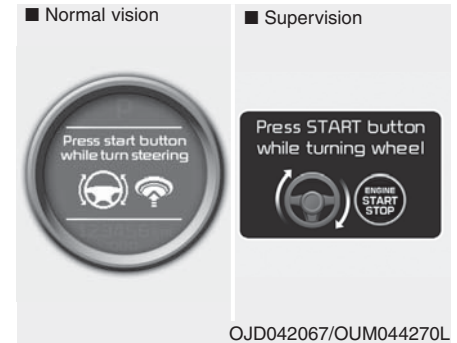 ■ Normal vision
■ Supervision
Press start button
while turn steering
Press START button
while turning wheel
ENGINE
START
STOP
OJD042067/OUM044270L